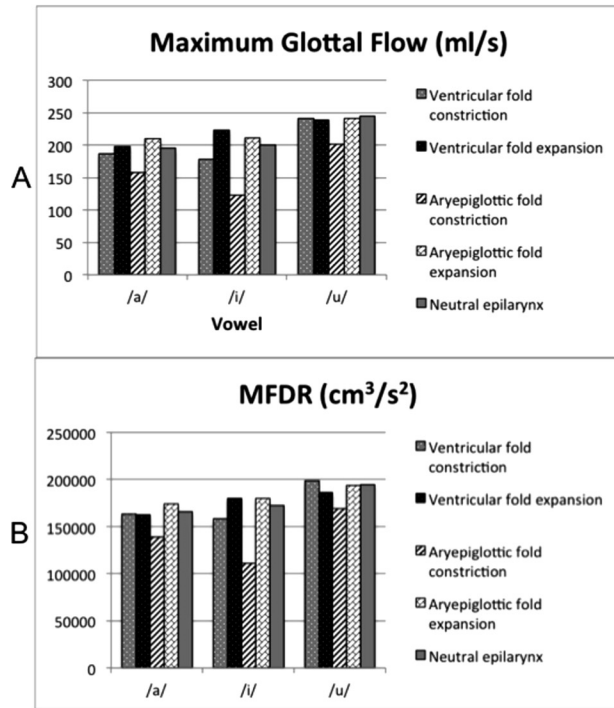 A
Maximum Glottal Flow (ml/s)
300
250
200
150
100
50
0
/a/ /i/ /u/
Vowel
Ventricular fold
constriction
Ventricular fold expansion
Aryepiglottic fold
constriction
Aryepiglottic fold
expansion
Neutral epilarynx
B
MFDR (cm³/s²)
250000
200000
150000
100000
50000
0
/a/ /i/ /u/
Ventricular fold
constriction
Ventricular fold expansion
Aryepiglottic fold
constriction
Aryepiglottic fold
expansion
Neutral epilarynx